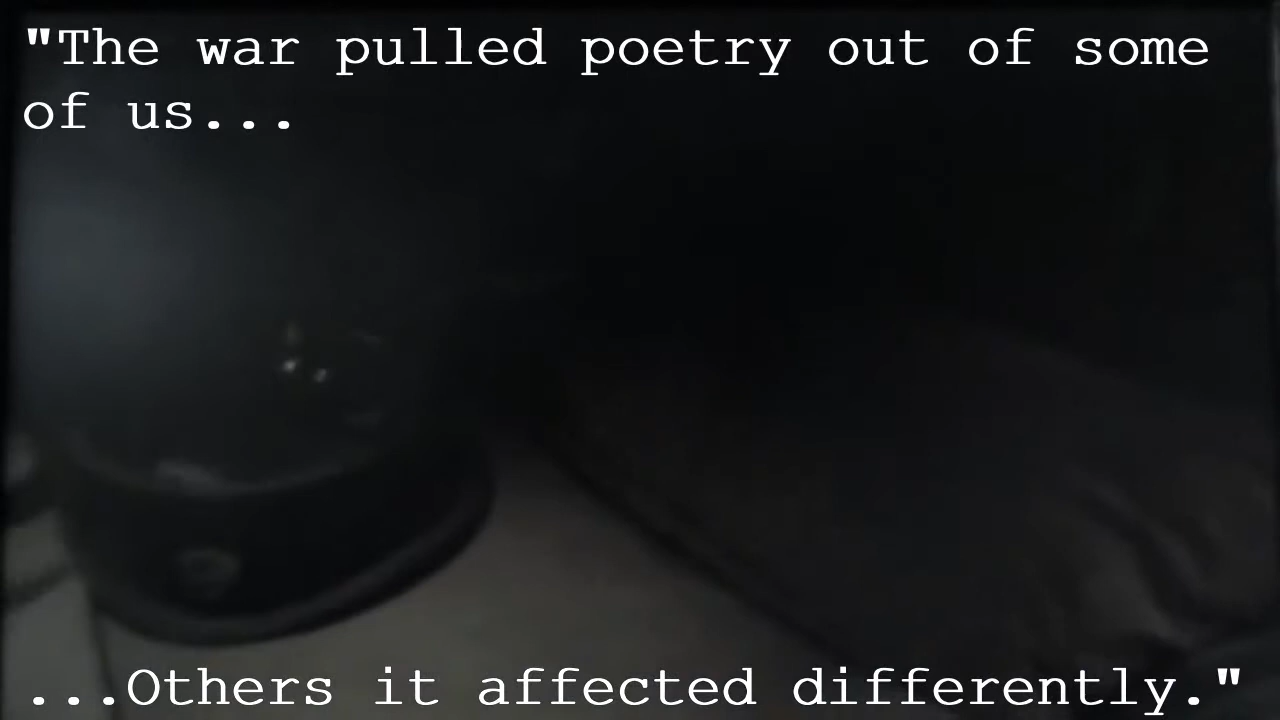 "The war pulled poetry out of some
of us...
...Others it affected differently."